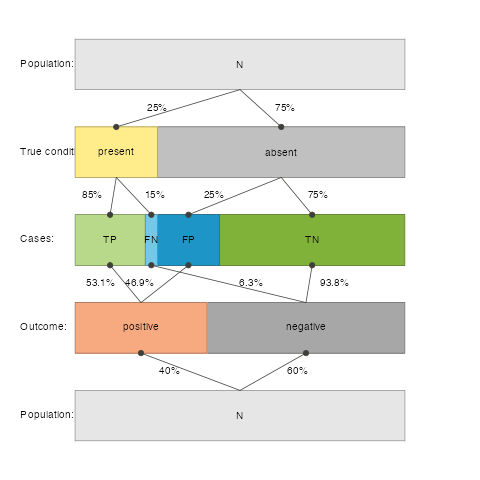 Population: N
25% 75%
True condit present absent
85% 15% 25% 75%
Cases: TP FN FP TN
53.1% 46.9% 6.3% 93.8%
Outcome: positive negative
40% 60%
Population: N